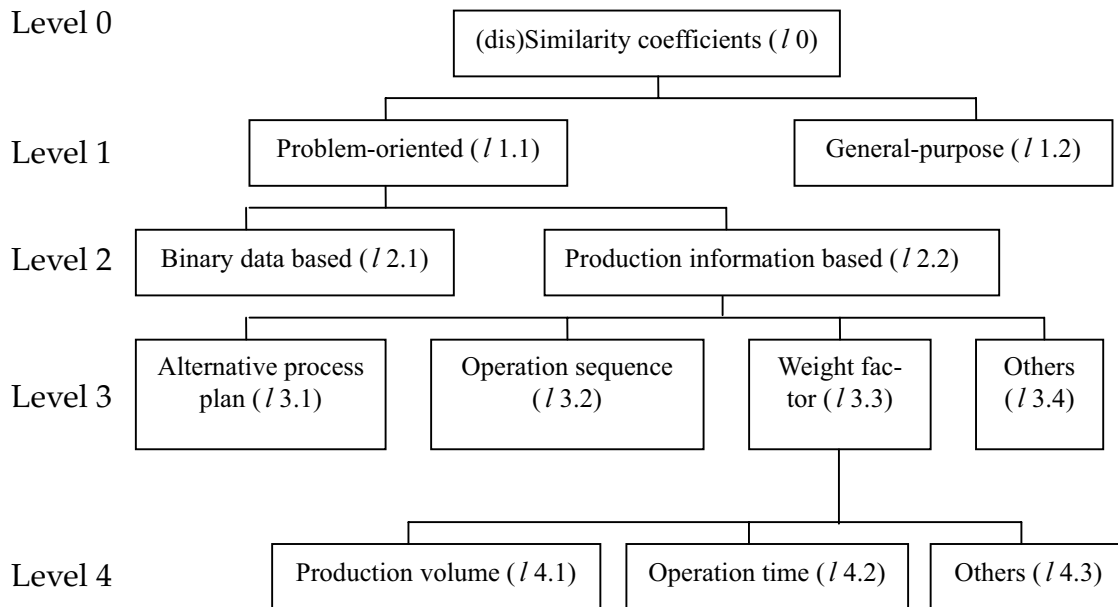 Level 0
(dis)Similarity coefficients (l 0)
Level 1
Problem-oriented (l 1.1)
General-purpose (l 1.2)
Level 2
Binary data based (l 2.1)
Production information based (l 2.2)
Level 3
Alternative process
plan (l 3.1)
Operation sequence
(l 3.2)
Weight fac-
tor (l 3.3)
Others
(l 3.4)
Level 4
Production volume (l 4.1)
Operation time (l 4.2)
Others (l 4.3)